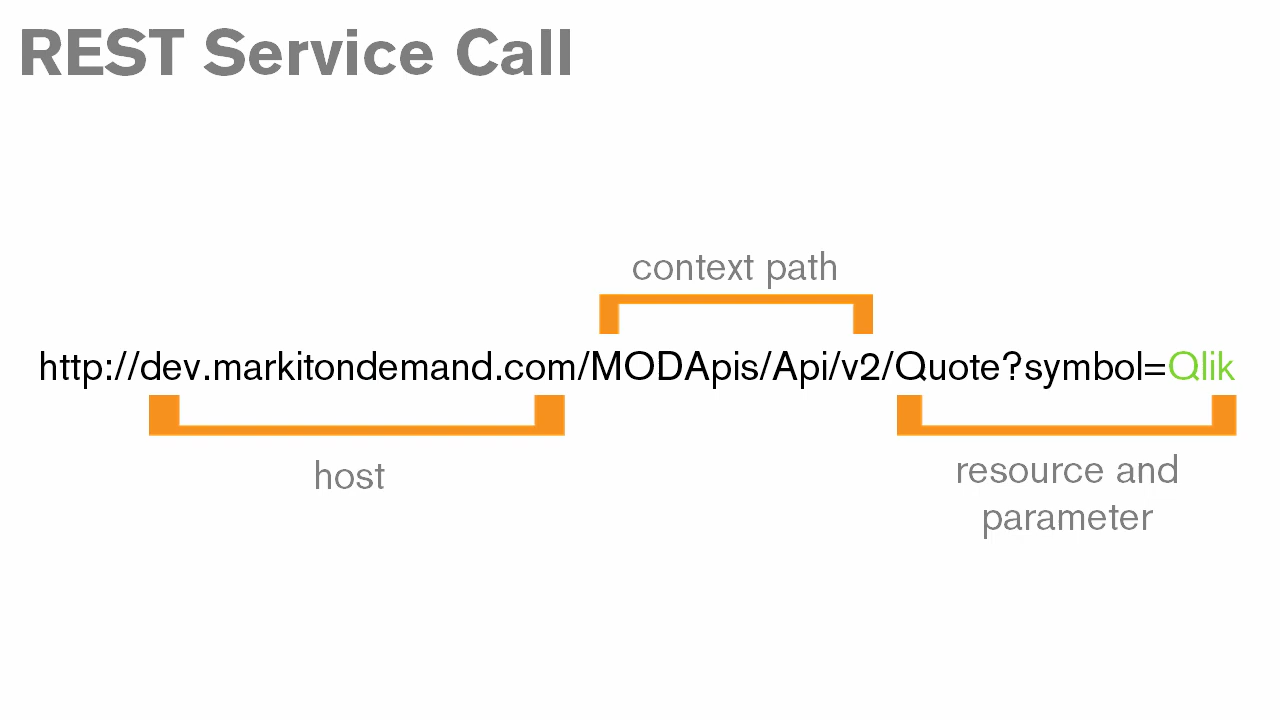 REST Service Call
context path
http://dev.markitondemand.com/MODApis/Api/v2/Quote?symbol=Qlik
host
resource and
parameter